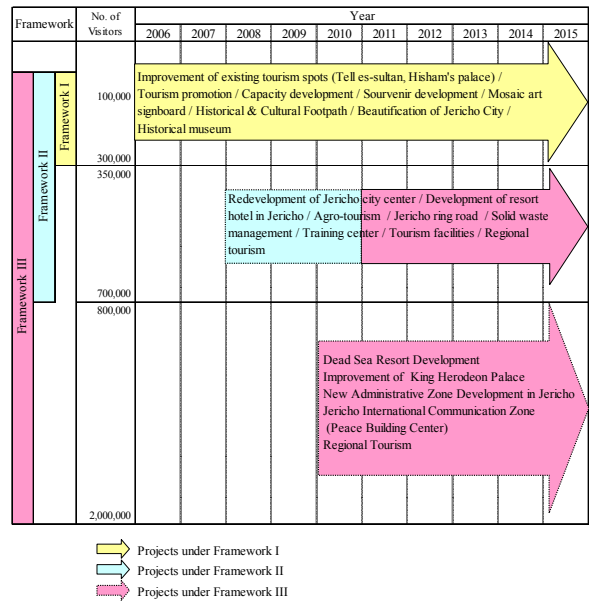 Framework
No. of
Visitors
Year
2006 2007 2008 2009 2010 2011 2012 2013 2014 2015
Framework III
Framework II
Framework I
100,000
300,000
350,000
700,000
800,000
2,000,000
Improvement of existing tourism spots (Tell es-sultan, Hisham's palace) /
Tourism promotion / Capacity development / Sourvenir development / Mosaic art
signboard / Historical & Cultural Footpath / Beautification of Jericho City /
Historical museum
Redevelopment of Jericho city center / Development of resort
hotel in Jericho / Agro-tourism / Jericho ring road / Solid waste
management / Training center / Tourism facilities / Regional
tourism
Dead Sea Resort Development
Improvement of King Herodeon Palace
New Administrative Zone Development in Jericho
Jericho International Communication Zone
(Peace Building Center)
Regional Tourism
Projects under Framework I
Projects under Framework II
Projects under Framework III